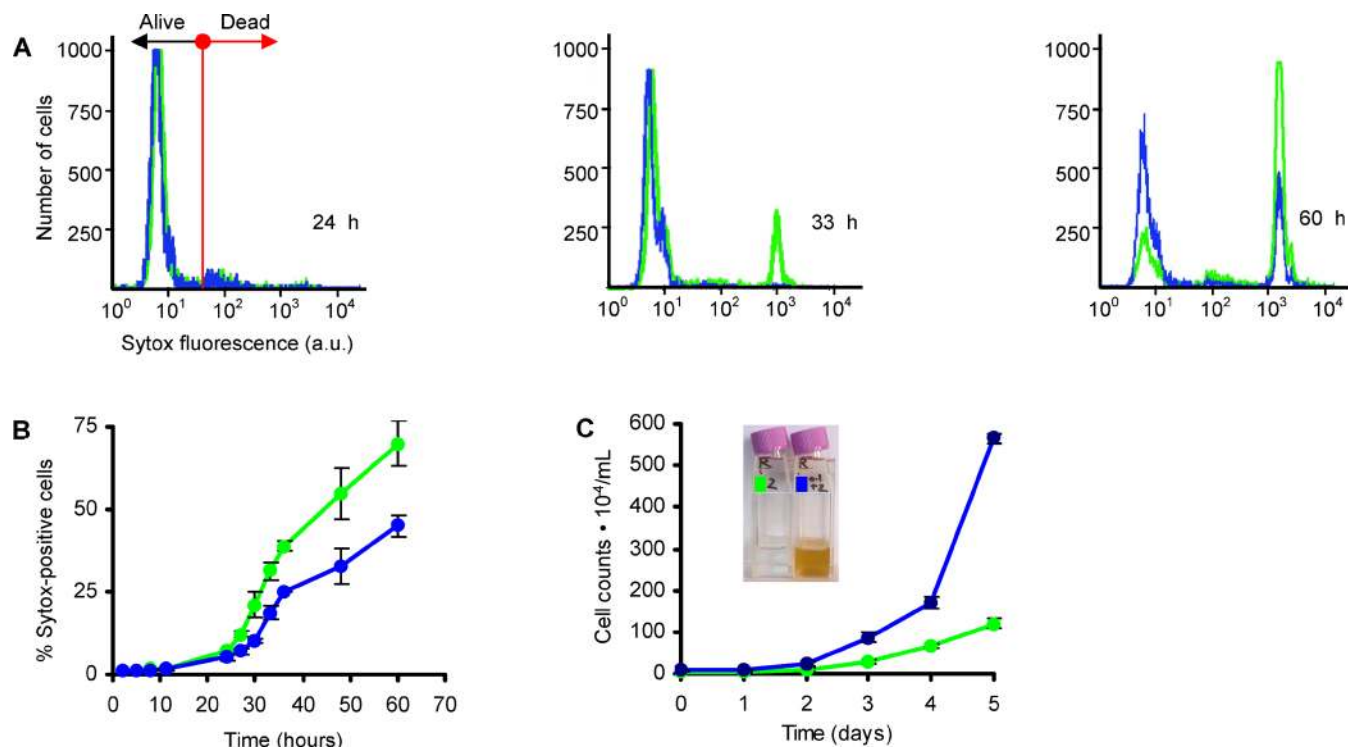 A
Alive Dead
Number of cells
1000
750
500
250
10⁰ 10¹ 10² 10³ 10⁴
Sytox fluorescence (a.u.)
24 h
1000
750
500
250
0
10⁰ 10¹ 10² 10³ 10⁴
33 h
1000
750
500
250
0
10⁰ 10¹ 10² 10³ 10⁴
60 h
B
% Sytox-positive cells
75
50
25
0
0 10 20 30 40 50 60 70
Time (hours)
C
Cell counts • 10⁴/mL
600
500
400
300
200
100
0
0 1 2 3 4 5
Time (days)
R R
2